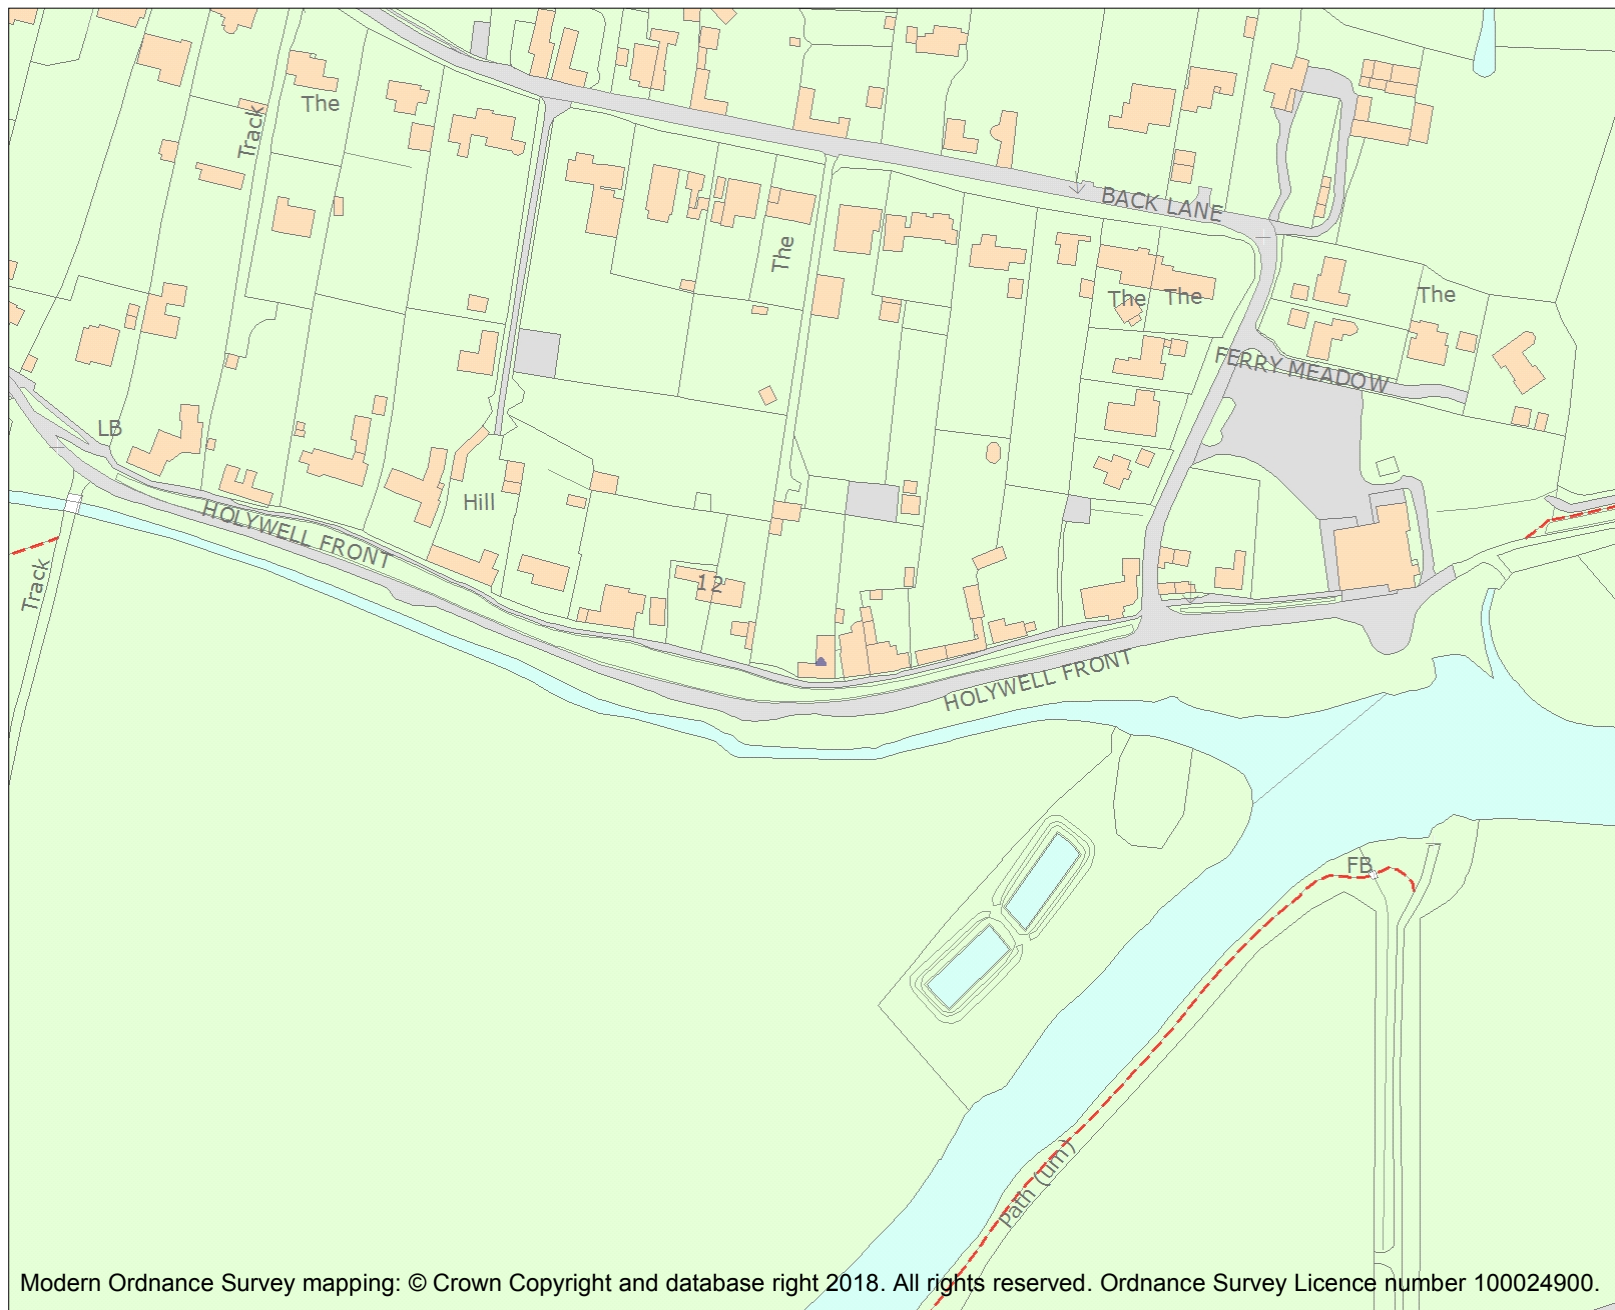 The
Track
BACK LANE
The
The
The
The
FERRY MEADOW
LB
Hill
HOLYWELL FRONT
Track
12
HOLYWELL FRONT
FB
Path (um)
Modern Ordnance Survey mapping: © Crown Copyright and database right 2018. All rights reserved. Ordnance Survey Licence number 100024900.